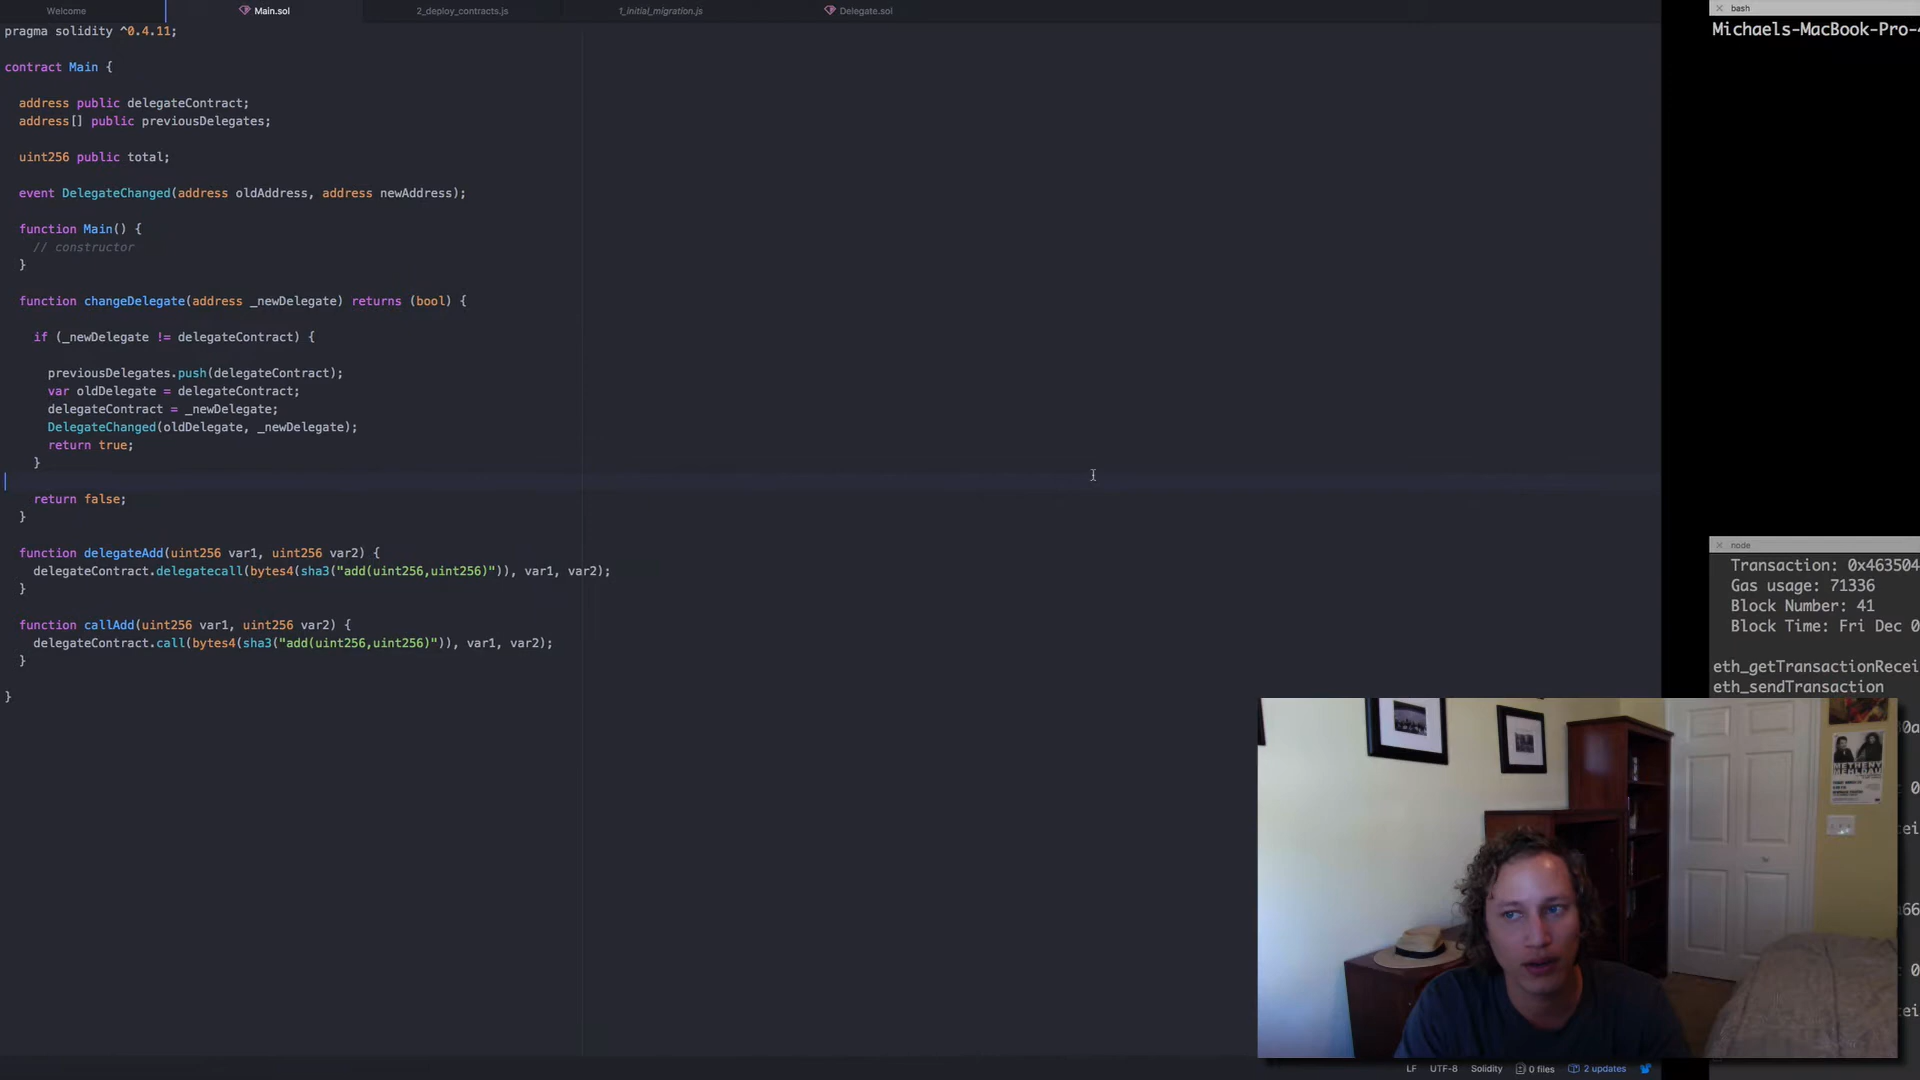 Welcome
Main.sol
2_deploy_contracts.js
1_initial_migration.js
Delegate.sol
pragma solidity ^0.4.11;
contract Main {
address public delegateContract;
address[] public previousDelegates;
uint256 public total;
event DelegateChanged(address oldAddress, address newAddress);
function Main() {
// constructor
}
function changeDelegate(address _newDelegate) returns (bool) {
if (_newDelegate != delegateContract) {
previousDelegates.push(delegateContract);
var oldDelegate = delegateContract;
delegateContract = _newDelegate;
DelegateChanged(oldDelegate, _newDelegate);
return true;
}
return false;
}
function delegateAdd(uint256 var1, uint256 var2) {
delegateContract.delegatecall(bytes4(sha3("add(uint256,uint256)")), var1, var2);
}
function callAdd(uint256 var1, uint256 var2) {
delegateContract.call(bytes4(sha3("add(uint256,uint256)")), var1, var2);
}
}
bash
Michaels-MacBook-Pro-
node
Transaction: 0x463504
Gas usage: 71336
Block Number: 41
Block Time: Fri Dec 0
eth_getTransactionRecei
eth_sendTransaction
METHENY
MEHLDAU
LF
UTF-8
Solidity
0 files
2 updates